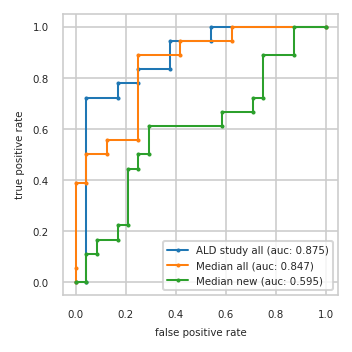 1.0
0.8
0.6
0.4
0.2
0.0
true positive rate
ALD study all (auc: 0.875)
Median all (auc: 0.847)
Median new (auc: 0.595)
0.0 0.2 0.4 0.6 0.8 1.0
false positive rate